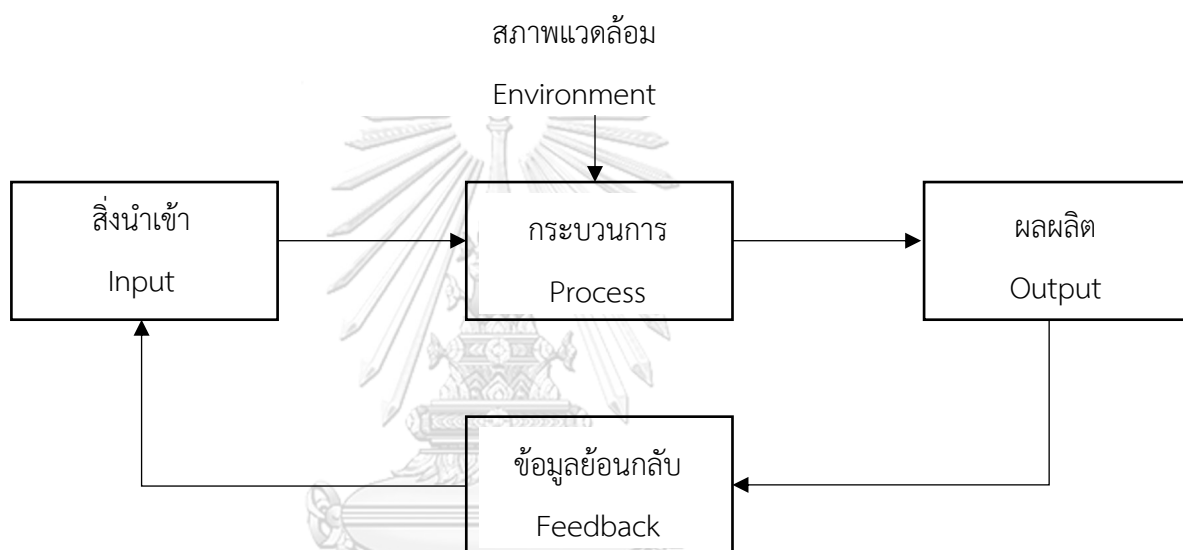 สภาพแวดล้อม
Environment
สิ่งนำเข้า
Input
กระบวนการ
Process
ผลผลิต
Output
ข้อมูลย้อนกลับ
Feedback